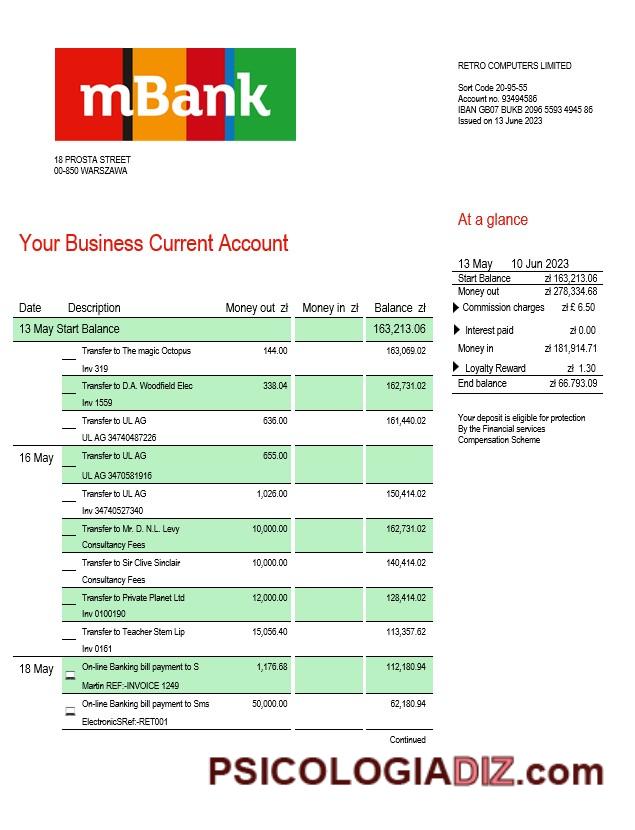 mBank
18 PROSTA STREET
00-850 WARSZAWA
RETRO COMPUTERS LIMITED
Sort Code 20-95-55
Account no. 93494586
IBAN GB07 BUKB 2096 5593 4945 86
Issued on 13 June 2023
At a glance
13 May 10 Jun 2023
Start Balance zł 163,213.06
Money out zł 278,334.68
Commission charges zł £ 6.50
Interest paid zł 0.00
Money in zł 181,914.71
Loyalty Reward zł 1.30
End balance zł 66.793.09
Your deposit is eligible for protection
By the Financial services
Compensation Scheme
Your Business Current Account
Date Description Money out zł Money in zł Balance zł
13 May Start Balance 163,213.06
Transfer to The magic Octopus 144.00 163,069.02
Inv 319
Transfer to D.A. Woodfield Elec 338.04 162,731.02
Inv 1559
Transfer to UL AG 636.00 161,440.02
UL AG 34740487226
16 May Transfer to UL AG 655.00
UL AG 3470581916
Transfer to UL AG 1,026.00 150,414.02
Inv 34740527340
Transfer to Mr. D. N.L. Levy 10,000.00 162,731.02
Consultancy Fees
Transfer to Sir Clive Sinclair 10,000.00 140,414.02
Consultancy Fees
Transfer to Private Planet Ltd 12,000.00 128,414.02
Inv 0100190
Transfer to Teacher Stem Lip 15,056.40 113,357.62
Inv 0161
18 May On-line Banking bill payment to S 1,176.68 112,180.94
Martin REF:-INVOICE 1249
On-line Banking bill payment to Sms 50,000.00 62,180.94
ElectronicSRef:-RET001
Continued
PSICOLOGIADIZ.com